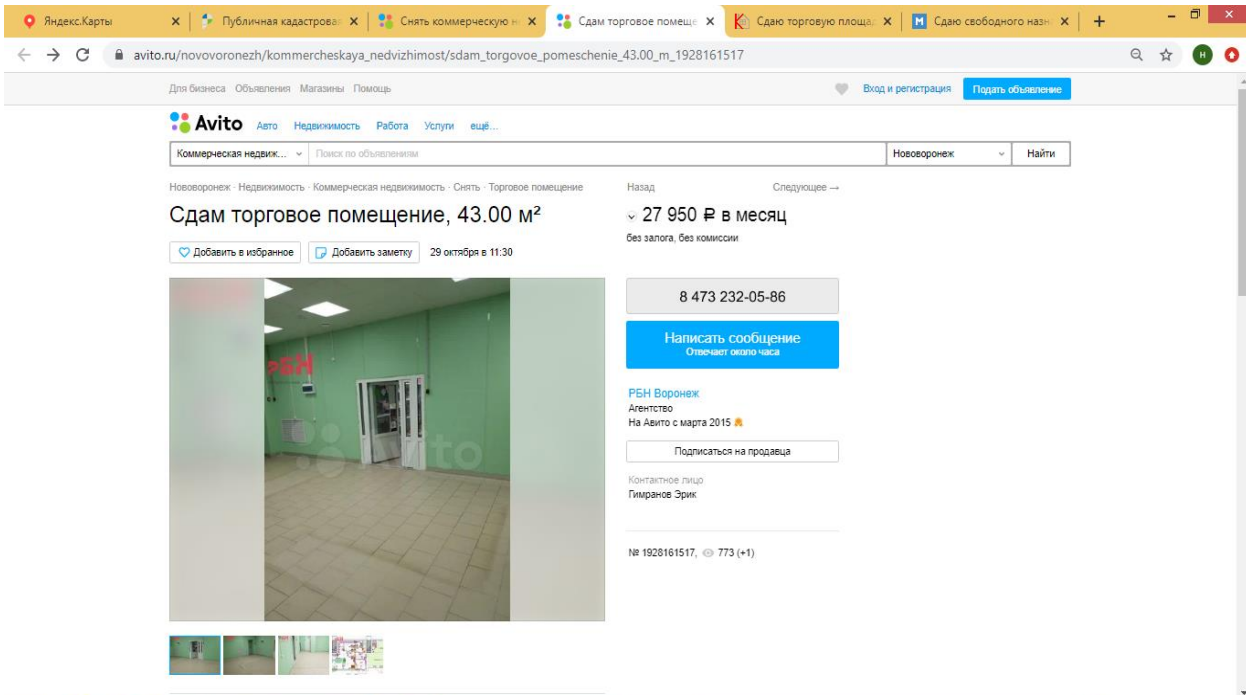 Яндекс.Карты
Публичная кадастровая
Снять коммерческую н
Сдам торговое помеще
Сдаю торговую площа
Сдаю свободного назн
avito.ru/novovoronezh/kommercheskaya_nedvizhimost/sdam_torgovoe_pomeschenie_43.00_m_1928161517
Для бизнеса Объявления Магазины Помощь
Вход и регистрация
Подать объявление
Avito Авто Недвижимость Работа Услуги ещё...
Коммерческая недвиж...
Поиск по объявлениям
Нововоронеж
Найти
Нововоронеж · Недвижимость · Коммерческая недвижимость · Снять · Торговое помещение
Назад
Следующее →
Сдам торговое помещение, 43.00 м²
27 950 ₽ в месяц
без залога, без комиссии
Добавить в избранное
Добавить заметку
29 октября в 11:30
8 473 232-05-86
Написать сообщение
Отвечает около часа
РБН Воронеж
Агентство
На Авито с марта 2015
Подписаться на продавца
Контактное лицо
Гимранов Эрик
№ 1928161517, 773 (+1)
Avito